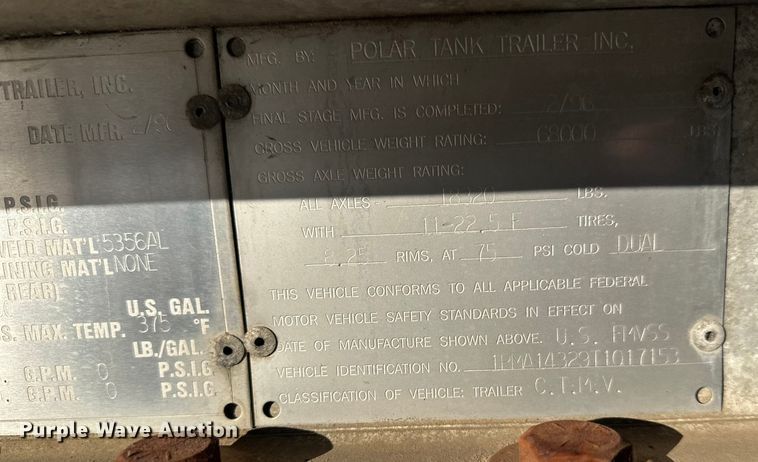 TRAILER, INC.
DATE MFR. 2/96
P.S.I.G.
P.S.I.G.
WELD MAT'L 5356AL
LINING MAT'L NONE
REAR)
U.S. GAL.
S. MAX. TEMP. 375 °F
LB./GAL.
G.P.M. 0 P.S.I.G.
G.P.M. 0 P.S.I.G.
MFG. BY: POLAR TANK TRAILER INC.
MONTH AND YEAR IN WHICH
FINAL STAGE MFG. IS COMPLETED: 2/96
GROSS VEHICLE WEIGHT RATING: 68000 LBS
GROSS AXLE WEIGHT RATING:
ALL AXLES LBS.
WITH 11-22.5 F TIRES,
8.25 RIMS, AT 75 PSI COLD DUAL
THIS VEHICLE CONFORMS TO ALL APPLICABLE FEDERAL
MOTOR VEHICLE SAFETY STANDARDS IN EFFECT ON
DATE OF MANUFACTURE SHOWN ABOVE. U.S. FMVSS
VEHICLE IDENTIFICATION NO.
CLASSIFICATION OF VEHICLE: TRAILER C.T.M.V.
Purple Wave Auction